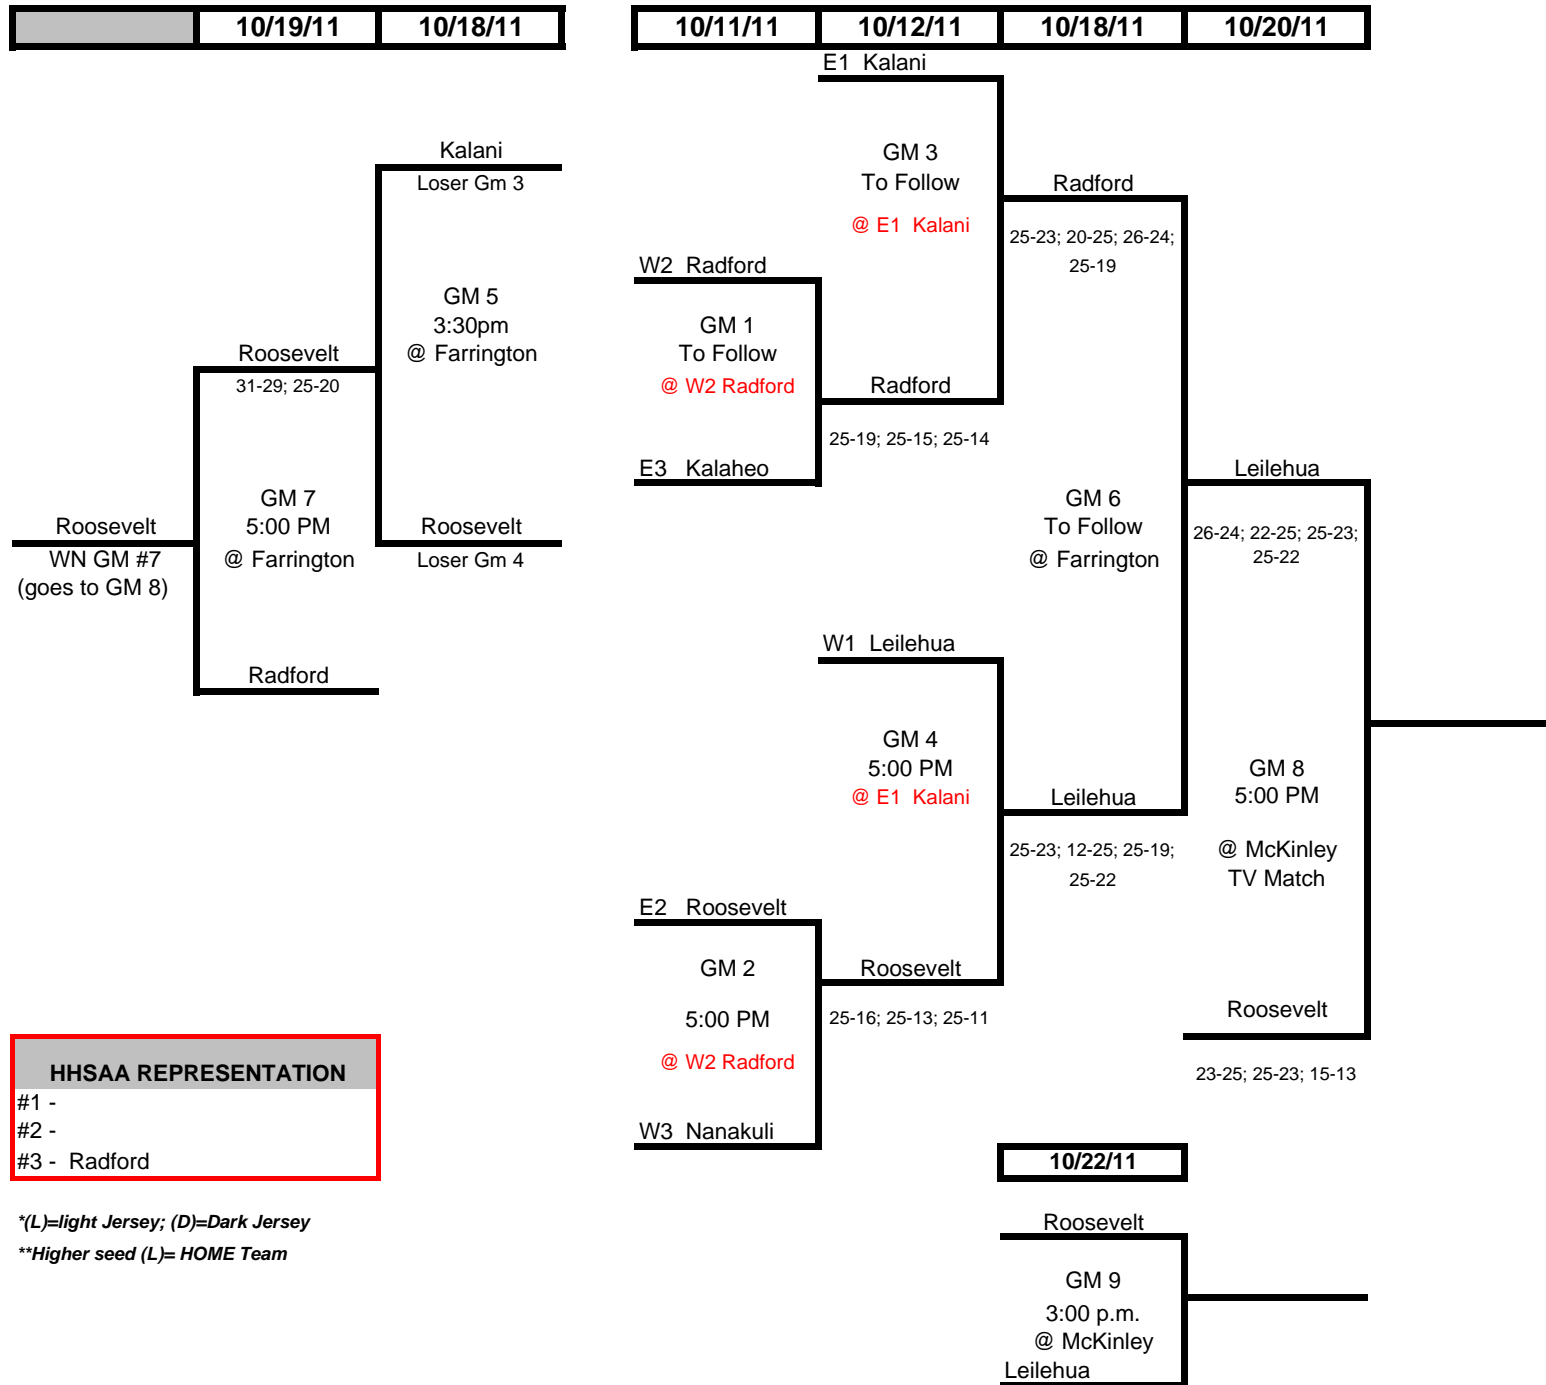 10/19/11 10/18/11 10/11/11 10/12/11 10/18/11 10/20/11
E1 Kalani
Kalani
Loser Gm 3
GM 3
To Follow
@ E1 Kalani
Radford
25-23; 20-25; 26-24;
25-19
W2 Radford
GM 5
3:30pm
@ Farrington
GM 1
To Follow
@ W2 Radford
Roosevelt
31-29; 25-20
Radford
25-19; 25-15; 25-14
E3 Kalaheo
Leilehua
26-24; 22-25; 25-23;
25-22
GM 7
5:00 PM
@ Farrington
Roosevelt
WN GM #7
(goes to GM 8)
Roosevelt
Loser Gm 4
GM 6
To Follow
@ Farrington
W1 Leilehua
Radford
GM 4
5:00 PM
@ E1 Kalani
Leilehua
25-23; 12-25; 25-19;
25-22
GM 8
5:00 PM
@ McKinley
TV Match
E2 Roosevelt
GM 2
5:00 PM
@ W2 Radford
Roosevelt
25-16; 25-13; 25-11
Roosevelt
23-25; 25-23; 15-13
W3 Nanakuli
HHSAA REPRESENTATION
#1 -
#2 -
#3 - Radford
*(L)=light Jersey; (D)=Dark Jersey
**Higher seed (L)= HOME Team
10/22/11
Roosevelt
GM 9
3:00 p.m.
@ McKinley
Leilehua